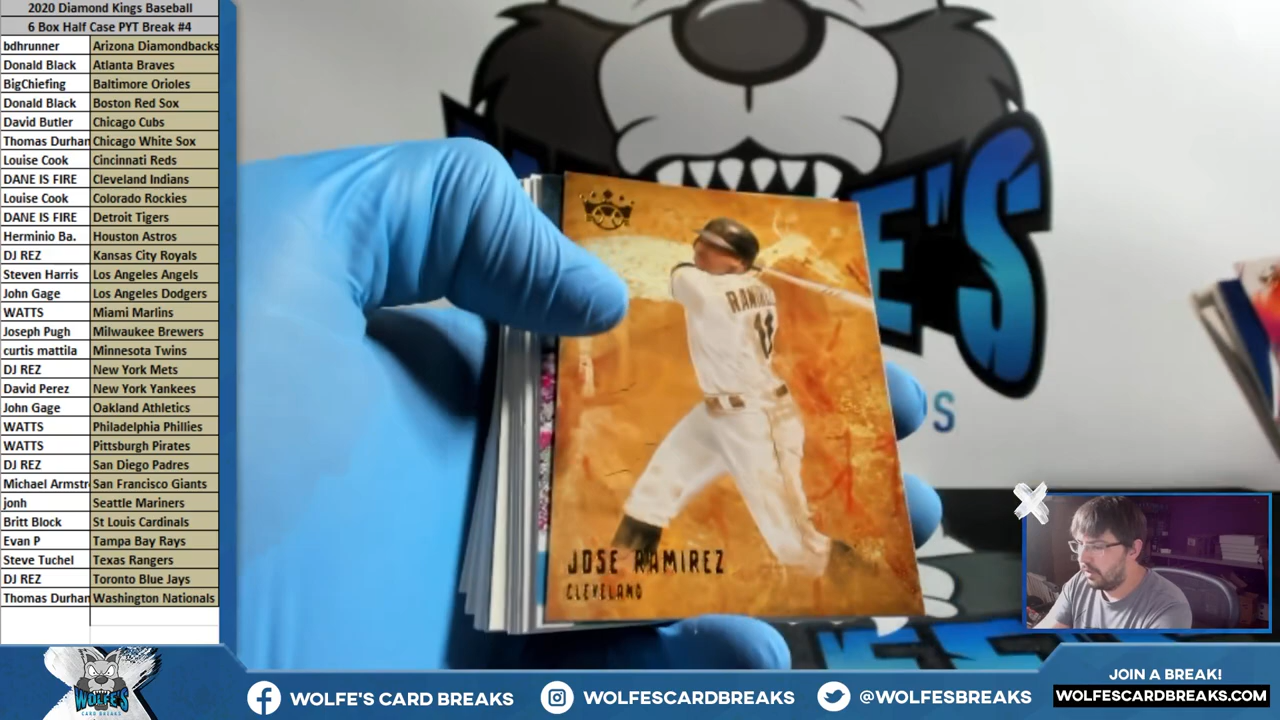 2020 Diamond Kings Baseball
6 Box Half Case PYT Break #4
bdhrunner Arizona Diamondbacks
Donald Black Atlanta Braves
BigChiefing Baltimore Orioles
Donald Black Boston Red Sox
David Butler Chicago Cubs
Thomas Durhan Chicago White Sox
Louise Cook Cincinnati Reds
DANE IS FIRE Cleveland Indians
Louise Cook Colorado Rockies
DANE IS FIRE Detroit Tigers
Herminio Ba. Houston Astros
DJ REZ Kansas City Royals
Steven Harris Los Angeles Angels
John Gage Los Angeles Dodgers
WATTS Miami Marlins
Joseph Pugh Milwaukee Brewers
curtis mattila Minnesota Twins
DJ REZ New York Mets
David Perez New York Yankees
John Gage Oakland Athletics
WATTS Philadelphia Phillies
WATTS Pittsburgh Pirates
DJ REZ San Diego Padres
Michael Armstr San Francisco Giants
jonh Seattle Mariners
Britt Block St Louis Cardinals
Evan P Tampa Bay Rays
Steve Tuchel Texas Rangers
DJ REZ Toronto Blue Jays
Thomas Durhan Washington Nationals
JOSE RAMIREZ
CLEVELAND
WOLFE'S
CARD BREAKS
WOLFE'S CARD BREAKS
WOLFESCARDBREAKS
@WOLFESBREAKS
JOIN A BREAK!
WOLFESCARDBREAKS.COM